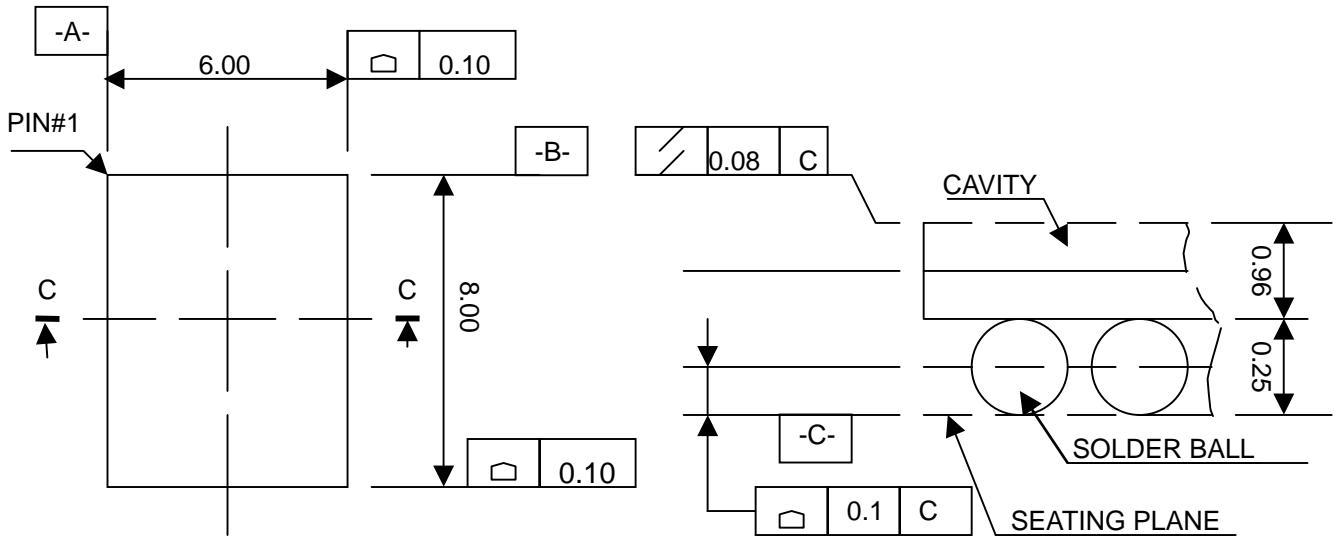 -A-
6.00
0.10
PIN#1
-B-
0.08 C
CAVITY
C
C
8.00
0.96
0.25
-C-
SOLDER BALL
0.10
0.1 C
SEATING PLANE